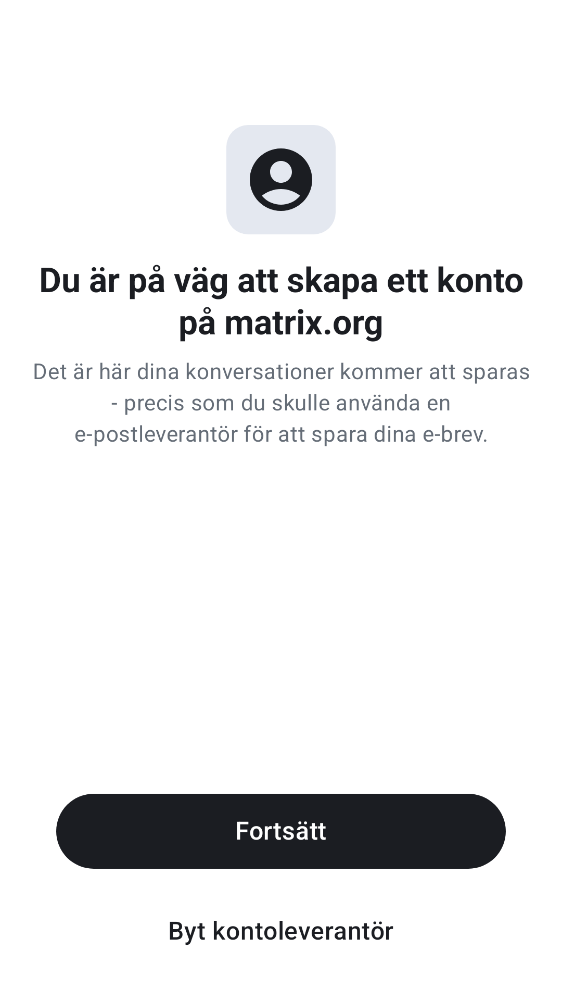 Du är på väg att skapa ett konto
på matrix.org
Det är här dina konversationer kommer att sparas
- precis som du skulle använda en
e-postleverantör för att spara dina e-brev.
Fortsätt
Byt kontoleverantör